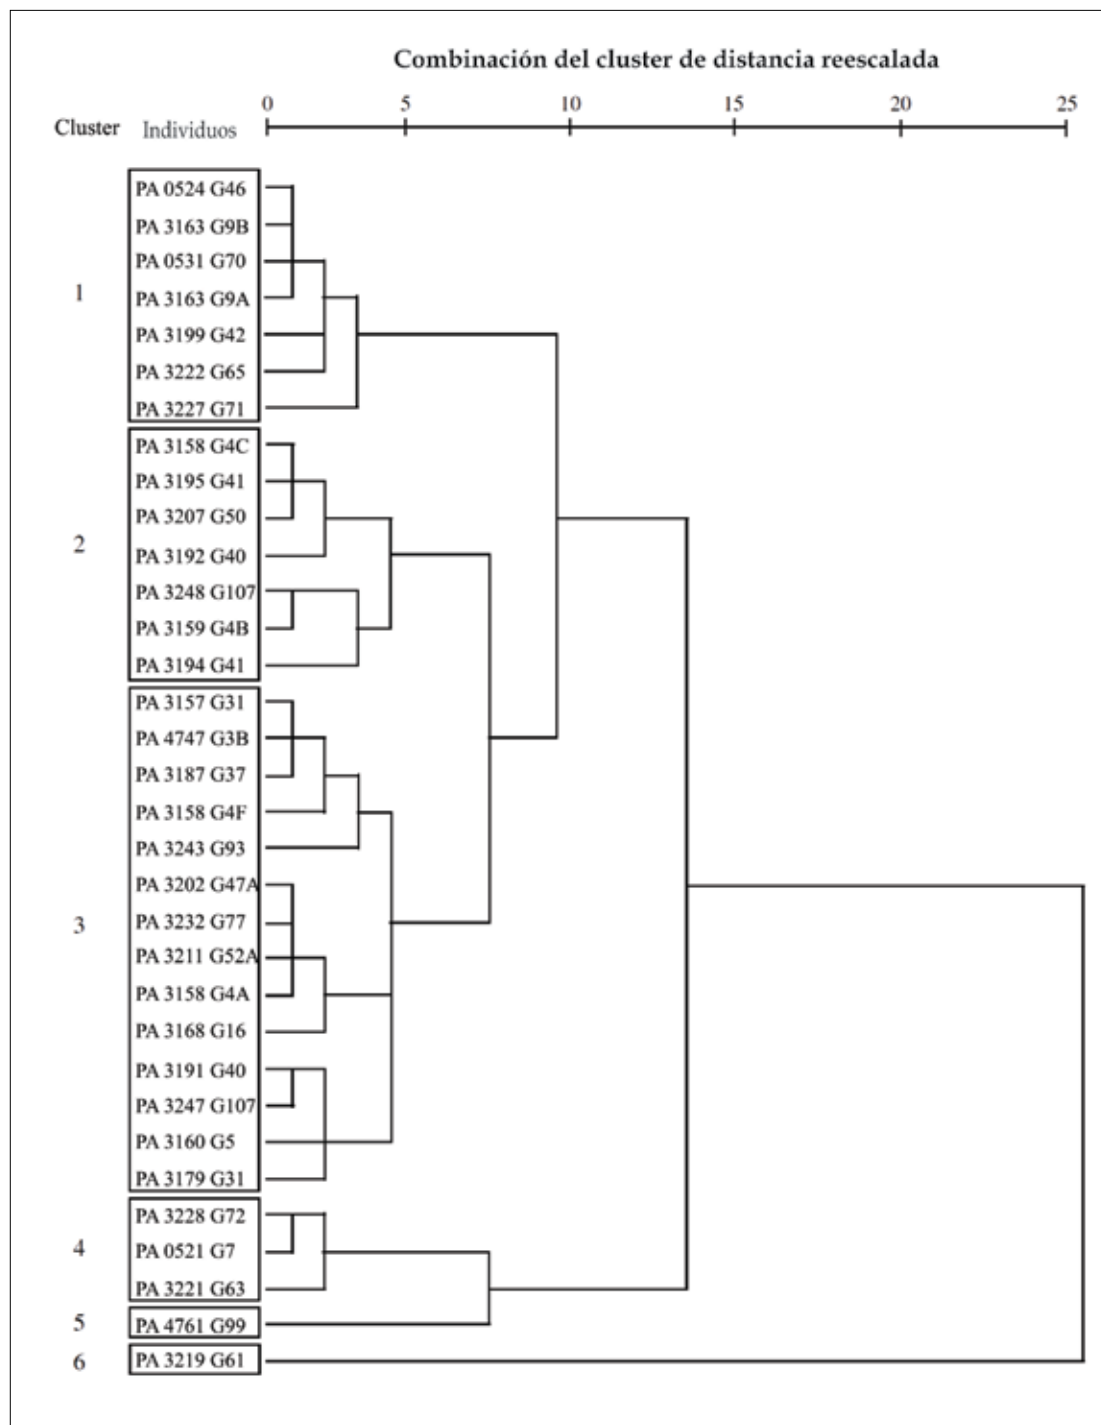 Combinación del cluster de distancia reescalada
0 5 10 15 20 25
Cluster Individuos
PA 0524 G46
PA 3163 G9B
PA 0531 G70
1
PA 3163 G9A
PA 3199 G42
PA 3222 G65
PA 3227 G71
PA 3158 G4C
PA 3195 G41
PA 3207 G50
2
PA 3192 G40
PA 3248 G107
PA 3159 G4B
PA 3194 G41
PA 3157 G31
PA 4747 G3B
PA 3187 G37
PA 3158 G4F
PA 3243 G93
PA 3202 G47A
3
PA 3232 G77
PA 3211 G52A
PA 3158 G4A
PA 3168 G16
PA 3191 G40
PA 3247 G107
PA 3160 G5
PA 3179 G31
PA 3228 G72
4
PA 0521 G7
PA 3221 G63
5
PA 4761 G99
6
PA 3219 G61